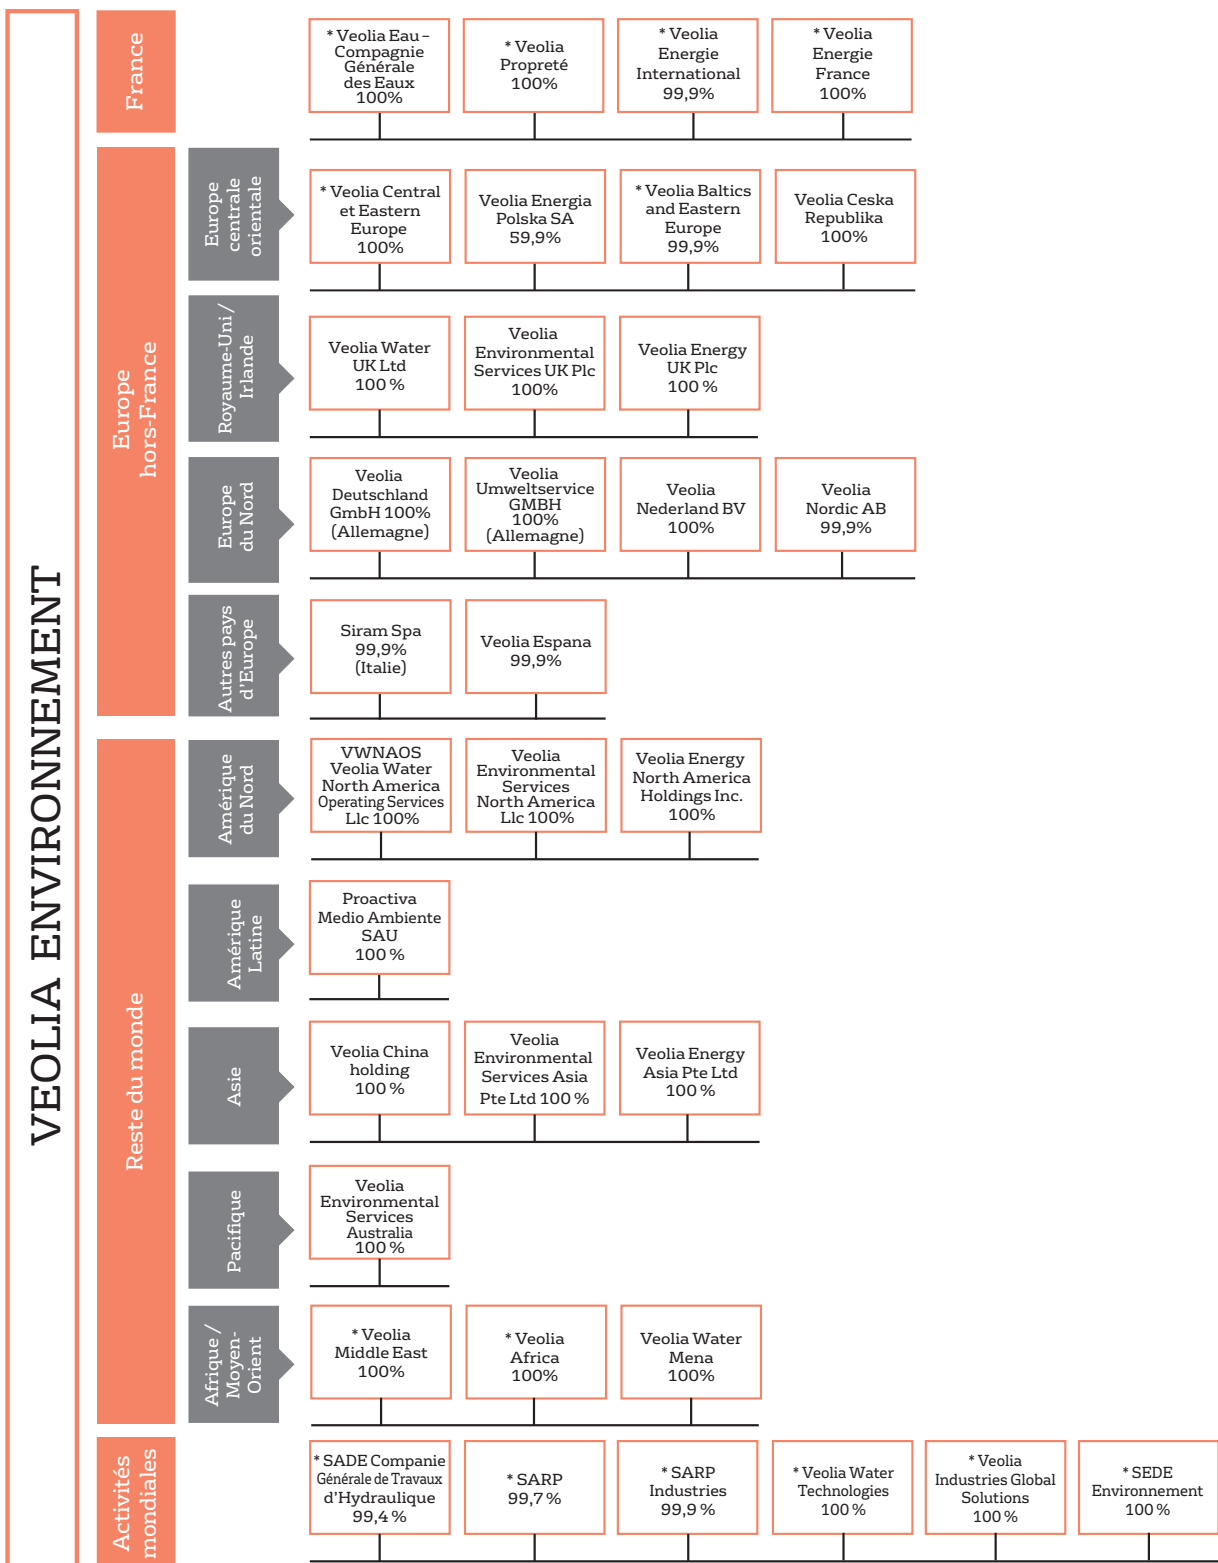 VEOLIA ENVIRONNEMENT
France
* Veolia Eau –
Compagnie
Générale
des Eaux
100%
* Veolia
Propreté
100%
* Veolia
Energie
International
99,9%
* Veolia
Energie
France
100%
Europe
hors-France
Europe
centrale
orientale
* Veolia Central
et Eastern
Europe
100%
Veolia Energia
Polska SA
59,9%
* Veolia Baltics
and Eastern
Europe
99,9%
Veolia Ceska
Republika
100%
Royaume-Uni /
Irlande
Veolia Water
UK Ltd
100 %
Veolia
Environmental
Services UK Plc
100%
Veolia Energy
UK Plc
100 %
Europe
du Nord
Veolia
Deutschland
GmbH 100%
(Allemagne)
Veolia
Umweltservice
GMBH
100%
(Allemagne)
Veolia
Nederland BV
100%
Veolia
Nordic AB
99,9%
Autres pays
d'Europe
Siram Spa
99,9%
(Italie)
Veolia Espana
99,9%
Reste du monde
Amérique
du Nord
VWNAOS
Veolia Water
North America
Operating Services
Llc 100%
Veolia
Environmental
Services
North America
Llc 100%
Veolia Energy
North America
Holdings Inc.
100%
Amérique
Latine
Proactiva
Medio Ambiente
SAU
100 %
Asie
Veolia China
holding
100 %
Veolia
Environmental
Services Asia
Pte Ltd 100 %
Veolia Energy
Asia Pte Ltd
100 %
Pacifique
Veolia
Environmental
Services
Australia
100 %
Afrique /
Moyen-
Orient
* Veolia
Middle East
100%
* Veolia
Africa
100%
Veolia Water
Mena
100%
Activités
mondiales
* SADE Companie
Générale de Travaux
d'Hydraulique
99,4 %
* SARP
99,7 %
* SARP
Industries
99,9 %
* Veolia Water
Technologies
100 %
* Veolia
Industries Global
Solutions
100 %
* SEDE
Environnement
100 %